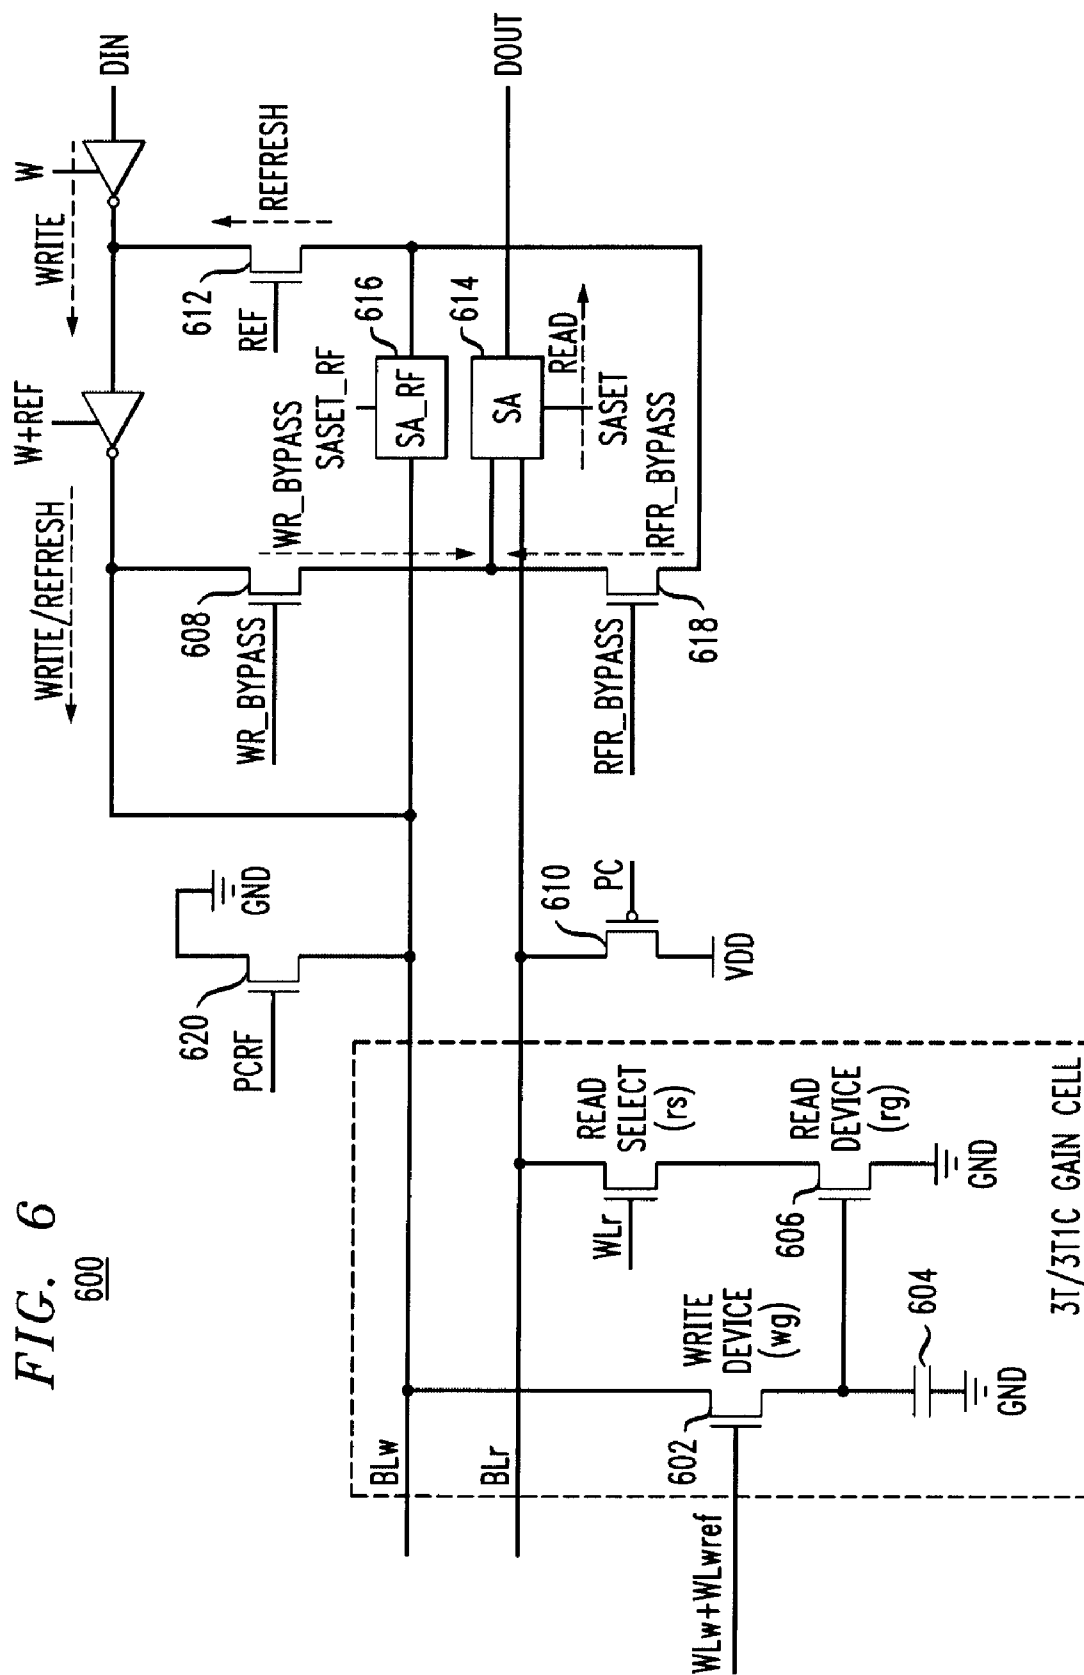 FIG. 6
600
WRITE/REFRESH
W+REF
WRITE
W
DIN
620
PCRF
GND
608
WR_BYPASS
WR_BYPASS
612
REF
REFRESH
SASET_RF
SA_RF
616
BLw
BLr
SA
614
DOUT
READ
SASET
RFR_BYPASS
RFR_BYPASS
618
610
PC
VDD
READ
SELECT
(rs)
WLr
WRITE
DEVICE
(wg)
602
WLw+WLwref
READ
DEVICE
(rg)
606
604
GND
GND
3T/3T1C GAIN CELL